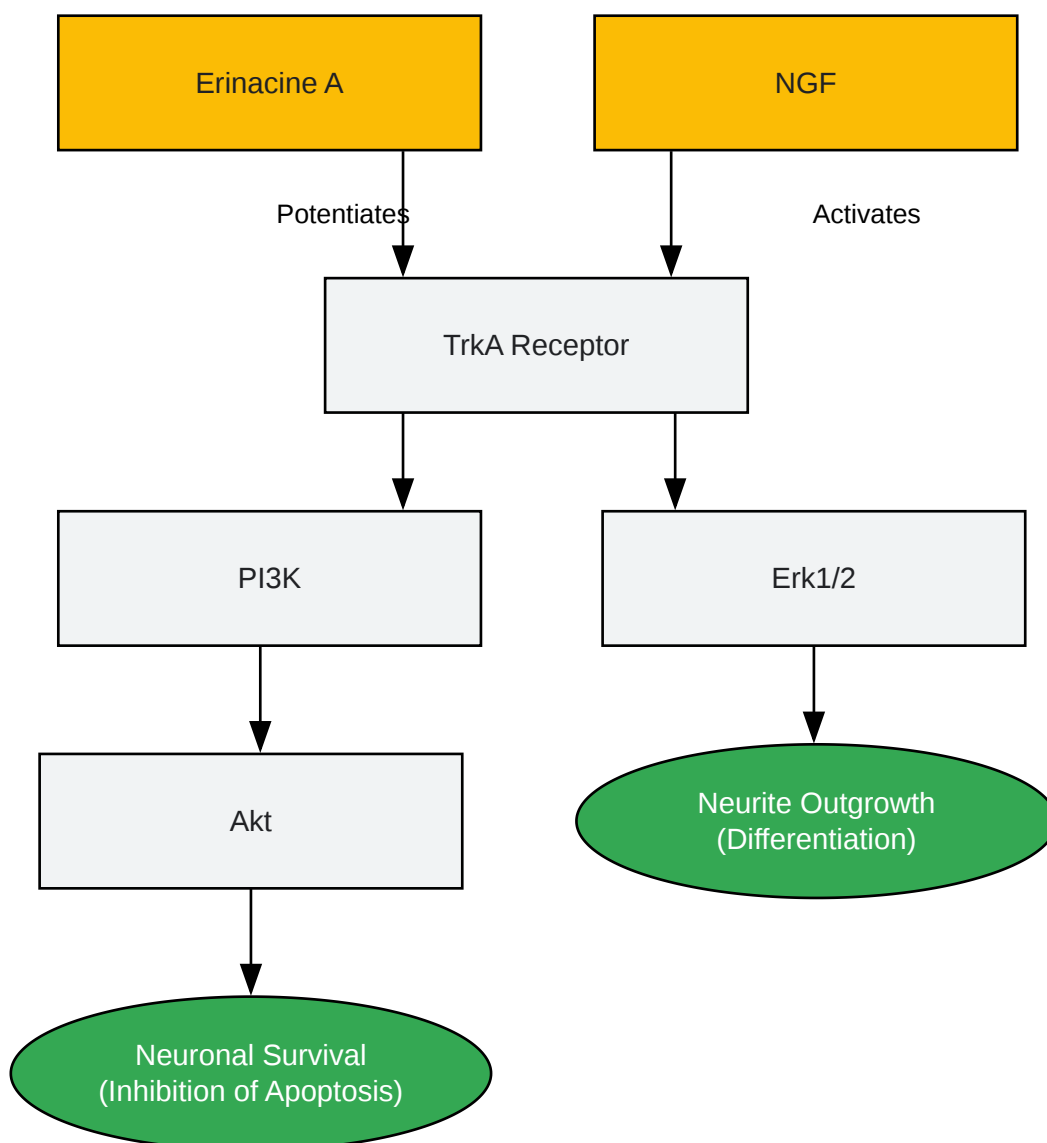 Erinacine A
NGF
Potentiates
Activates
TrkA Receptor
PI3K
Erk1/2
Akt
Neurite Outgrowth
(Differentiation)
Neuronal Survival
(Inhibition of Apoptosis)